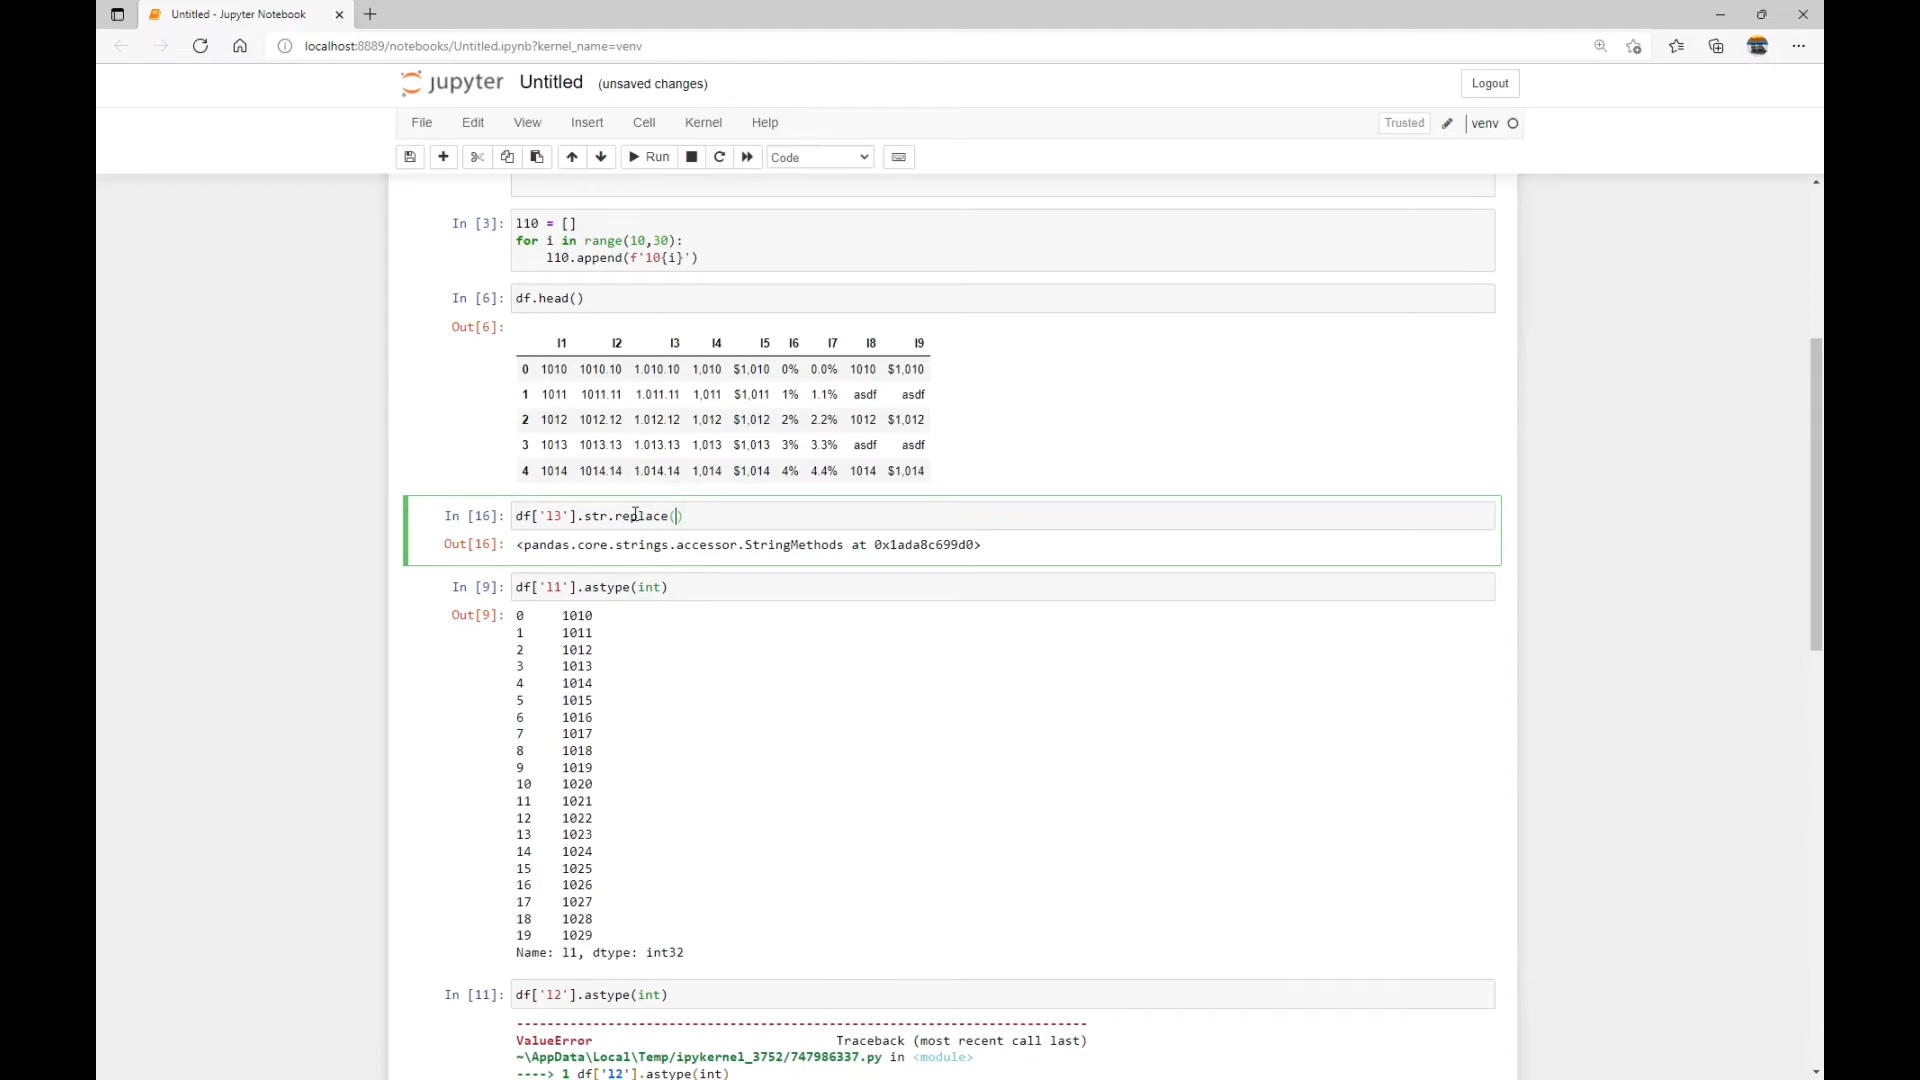 Untitled - Jupyter Notebook
localhost:8889/notebooks/Untitled.ipynb?kernel_name=venv
jupyter Untitled (unsaved changes) Logout
File Edit View Insert Cell Kernel Help Trusted venv
Run Code
In [3]: l10 = []
for i in range(10,30):
l10.append(f'10{i}')
In [6]: df.head()
Out[6]:
l1 l2 l3 l4 l5 l6 l7 l8 l9
0 1010 1010.10 1.010.10 1,010 $1,010 0% 0.0% 1010 $1,010
1 1011 1011.11 1.011.11 1,011 $1,011 1% 1.1% asdf asdf
2 1012 1012.12 1.012.12 1,012 $1,012 2% 2.2% 1012 $1,012
3 1013 1013.13 1.013.13 1,013 $1,013 3% 3.3% asdf asdf
4 1014 1014.14 1.014.14 1,014 $1,014 4% 4.4% 1014 $1,014
In [16]: df['l3'].str.replace()
Out[16]: <pandas.core.strings.accessor.StringMethods at 0x1ada8c699d0>
In [9]: df['l1'].astype(int)
Out[9]: 0 1010
1 1011
2 1012
3 1013
4 1014
5 1015
6 1016
7 1017
8 1018
9 1019
10 1020
11 1021
12 1022
13 1023
14 1024
15 1025
16 1026
17 1027
18 1028
19 1029
Name: l1, dtype: int32
In [11]: df['l2'].astype(int)
---------------------------------------------------------------------------
ValueError Traceback (most recent call last)
~\AppData\Local\Temp/ipykernel_3752/747986337.py in <module>
----> 1 df['l2'].astype(int)